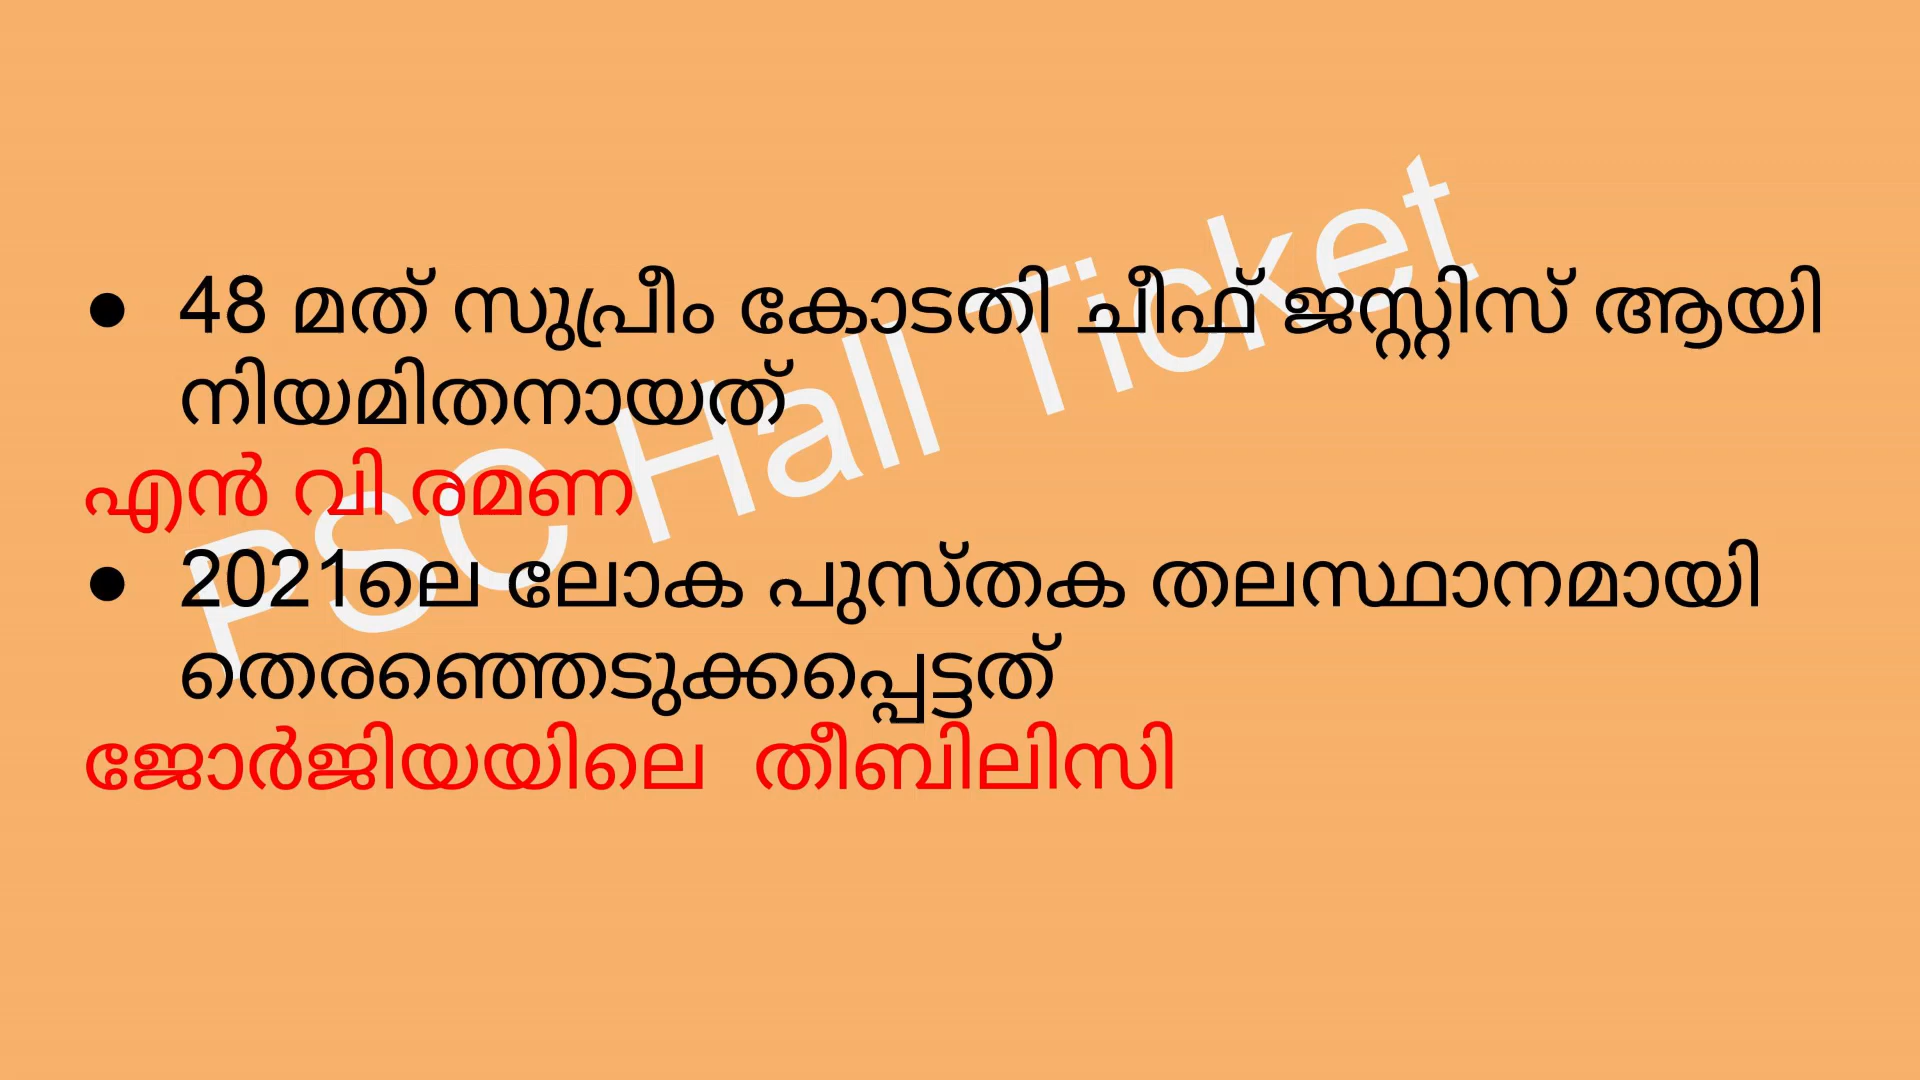 ● 48 മത് സുപ്രീം കോടതി ചീഫ് ജസ്റ്റിസ് ആയി
നിയമിതനായത്
എൻ വി രമണ
● 2021ലെ ലോക പുസ്തക തലസ്ഥാനമായി
തെരഞ്ഞെടുക്കപ്പെട്ടത്
ജോർജിയയിലെ തീബിലിസി
PSC Hall Ticket